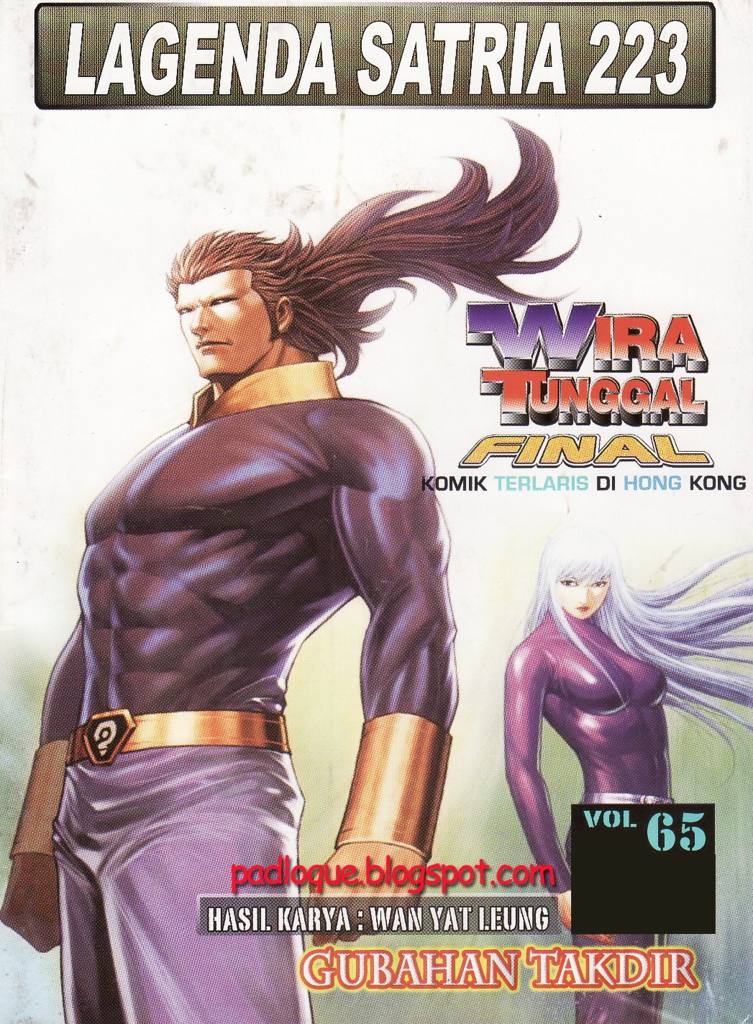 LAGENDA SATRIA 223
WIRA
TUNGGAL
FINAL
KOMIK TERLARIS DI HONG KONG
VOL 65
padloque.blogspot.com
HASIL KARYA : WAN YAT LEUNG
GUBAHAN TAKDIR